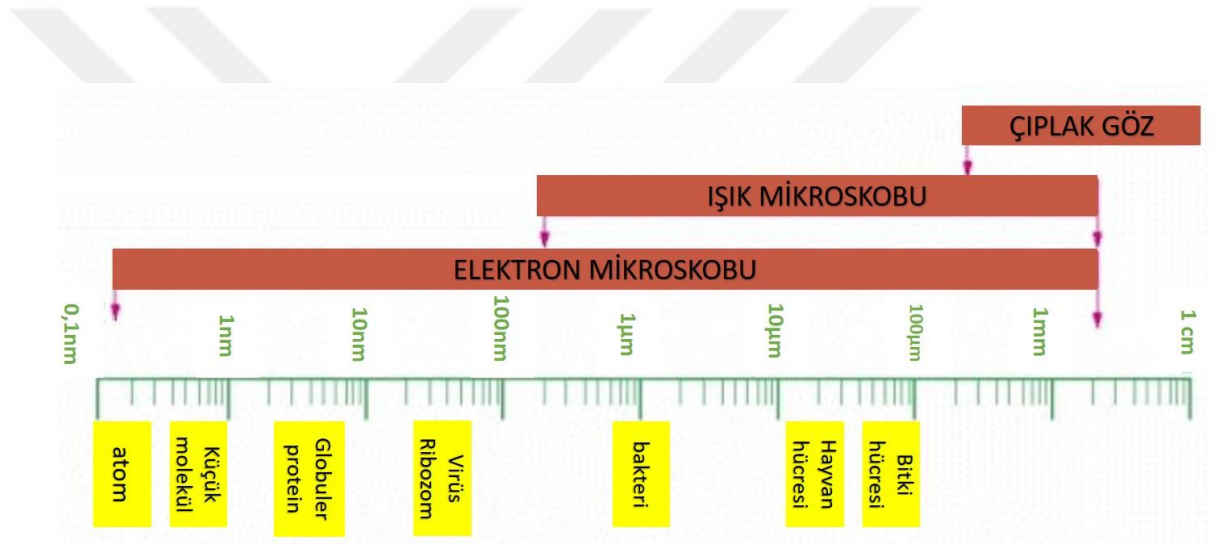 ÇIPLAK GÖZ
IŞIK MİKROSKOBU
ELEKTRON MİKROSKOBU
0,1nm
1nm
10nm
100nm
1μm
10μm
100μm
1mm
1 cm
atom
Küçük
molekül
Globuler
protein
Virüs
Ribozom
bakteri
Hayvan
hücresi
Bitki
hücresi